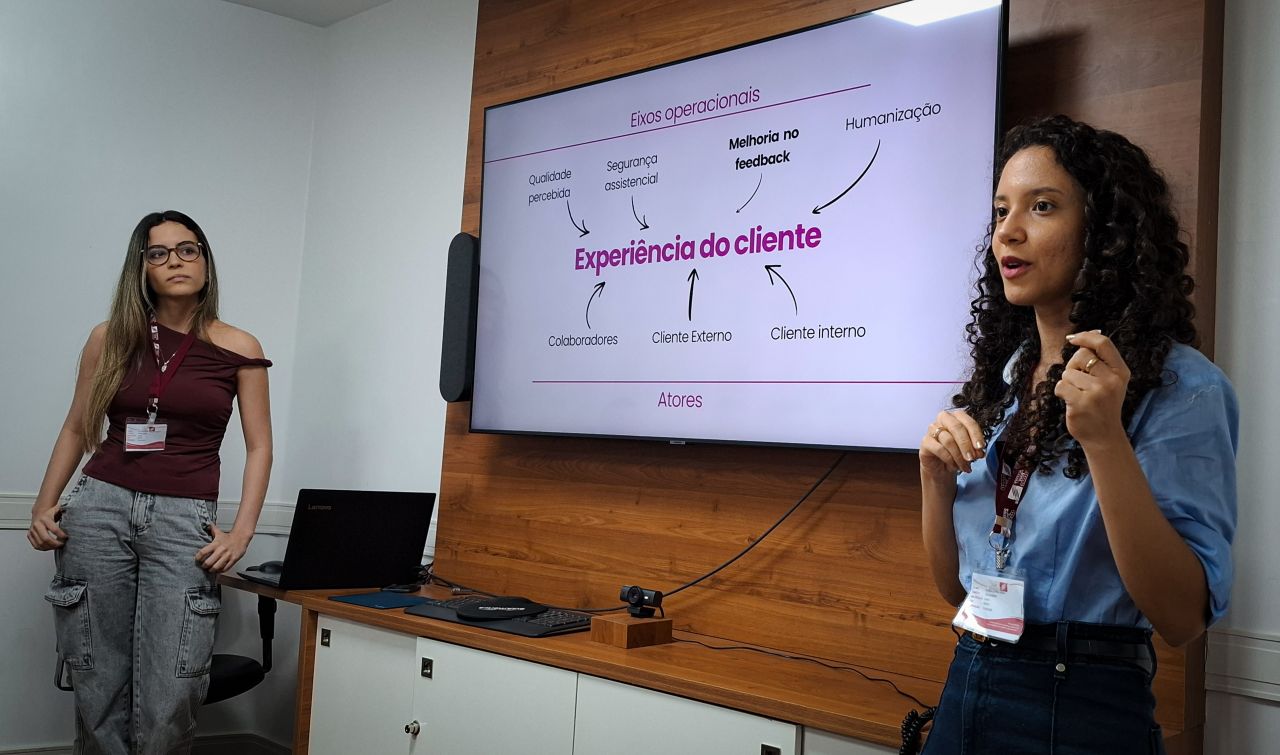 Eixos operacionais
Qualidade
percebida
Segurança
assistencial
Melhoria no
feedback
Humanização
Experiência do cliente
Colaboradores
Cliente Externo
Cliente interno
Atores
Lenovo